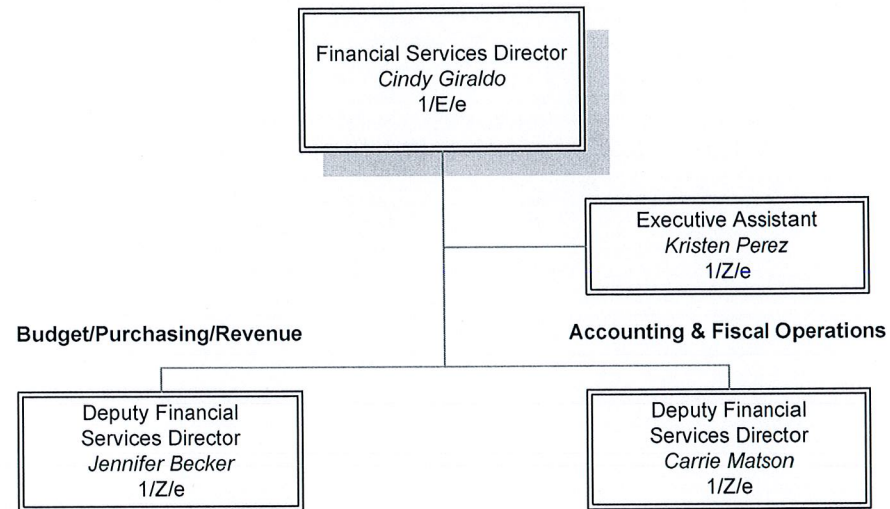 Financial Services Director
Cindy Giraldo
1/E/e
Executive Assistant
Kristen Perez
1/Z/e
Budget/Purchasing/Revenue
Accounting & Fiscal Operations
Deputy Financial
Services Director
Jennifer Becker
1/Z/e
Deputy Financial
Services Director
Carrie Matson
1/Z/e